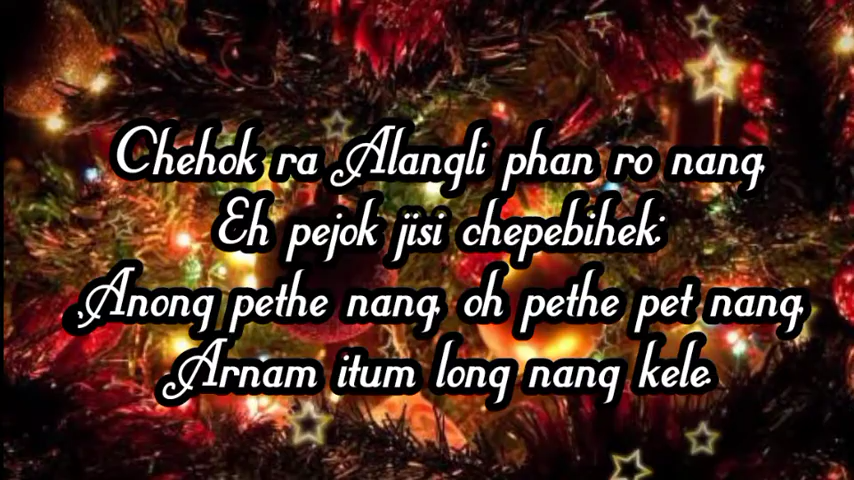 Chehok ra Alangli phan ro nang,
Eh pejok jisi chepebihek;
Anong pethe nang, oh pethe pet nang,
Arnam itum long nang kele.